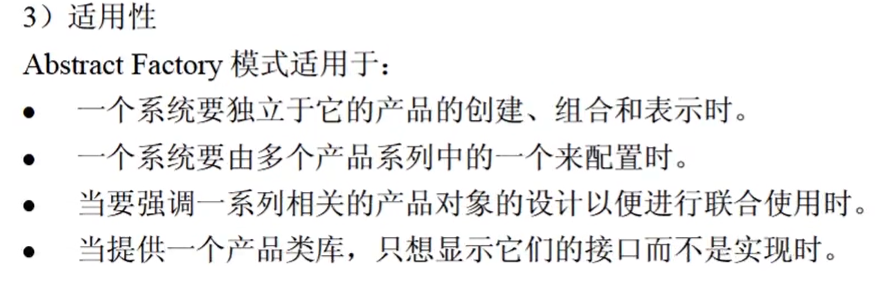 3）适用性
Abstract Factory 模式适用于：
● 一个系统要独立于它的产品的创建、组合和表示时。
● 一个系统要由多个产品系列中的一个来配置时。
● 当要强调一系列相关的产品对象的设计以便进行联合使用时。
● 当提供一个产品类库，只想显示它们的接口而不是实现时。